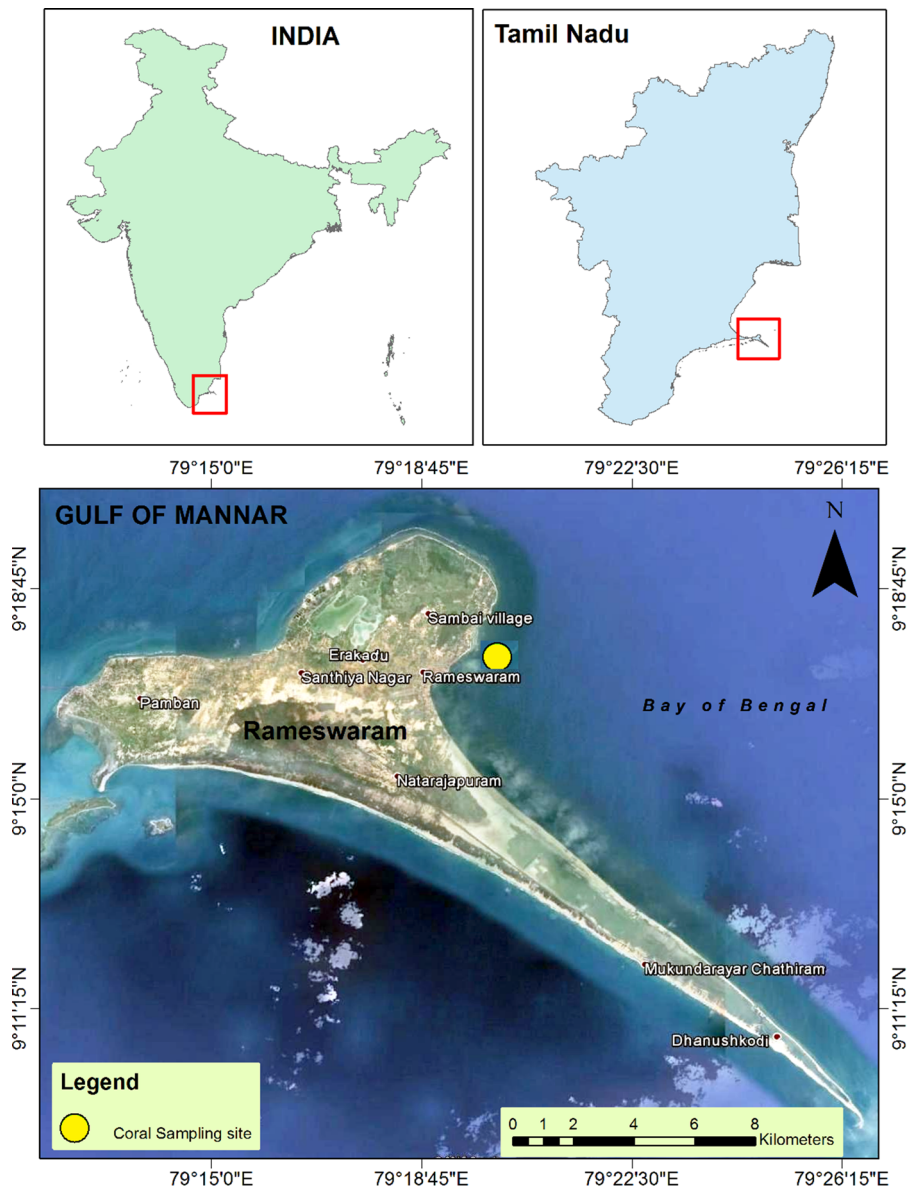 INDIA
Tamil Nadu
79°15'0"E 79°18'45"E 79°22'30"E 79°26'15"E
GULF OF MANNAR
N
9°18'45"N
9°18'45"N
Sambai village
Erakadu
Santhiya Nagar
Rameswaram
Pamban
Bay of Bengal
Rameswaram
Natarajapuram
9°15'0"N
9°15'0"N
Mukundarayar Chathiram
9°11'15"N
9°11'15"N
Dhanushkodi
Legend
Coral Sampling site
0 1 2 4 6 8
Kilometers
79°15'0"E 79°18'45"E 79°22'30"E 79°26'15"E